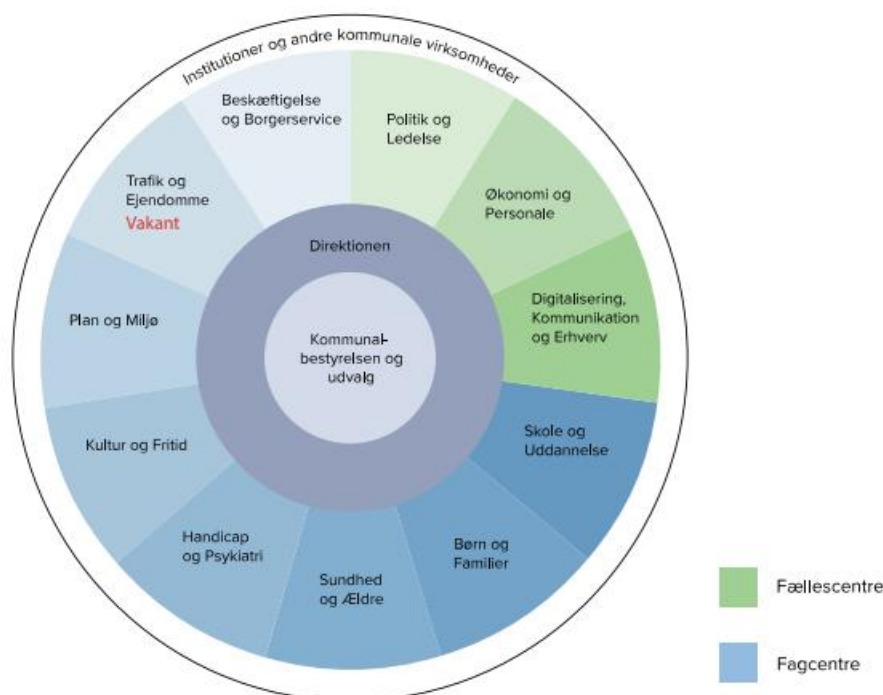 Institutioner og andre kommunale virksomheder
Beskæftigelse
og Borgerservice
Politik og
Ledelse
Økonomi og
Personale
Digitalisering,
Kommunikation
og Erhverv
Skole og
Uddannelse
Børn og
Familier
Sundhed
og Ældre
Handicap
og Psykiatri
Kultur og Fritid
Plan og Miljø
Trafik og
Ejendomme
Vakant
Direktionen
Kommunal-
bestyrelsen og
udvalg
Fællescentre
Fagcentre